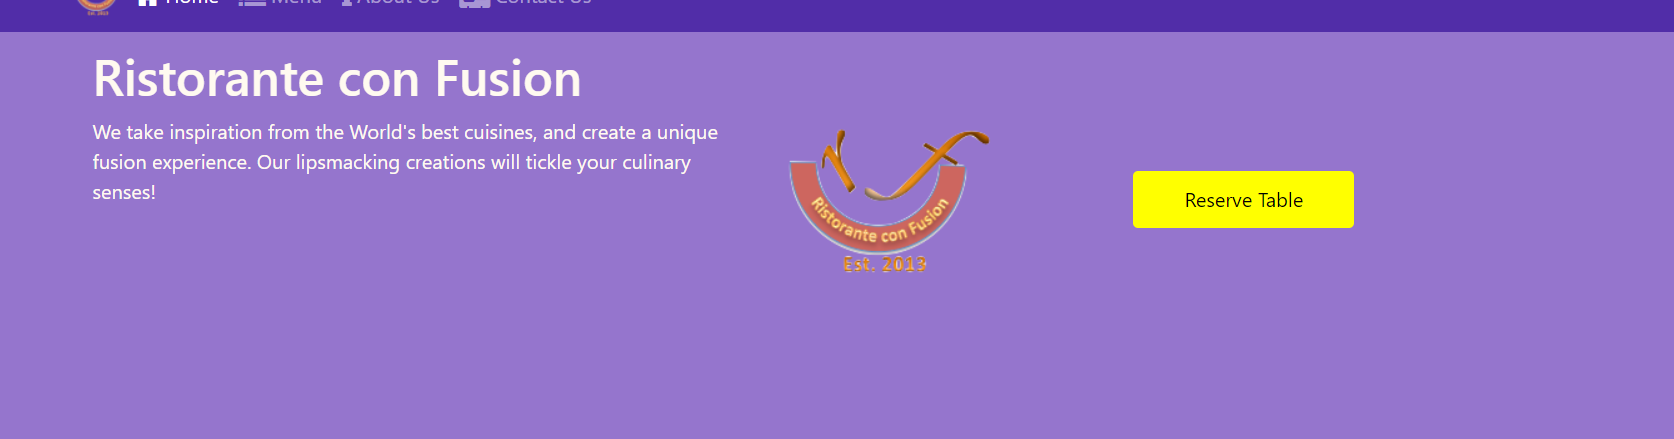 Home Menu About Us Contact Us
Ristorante con Fusion
We take inspiration from the World's best cuisines, and create a unique
fusion experience. Our lipsmacking creations will tickle your culinary
senses!
Ristorante con Fusion
Est. 2013
Reserve Table